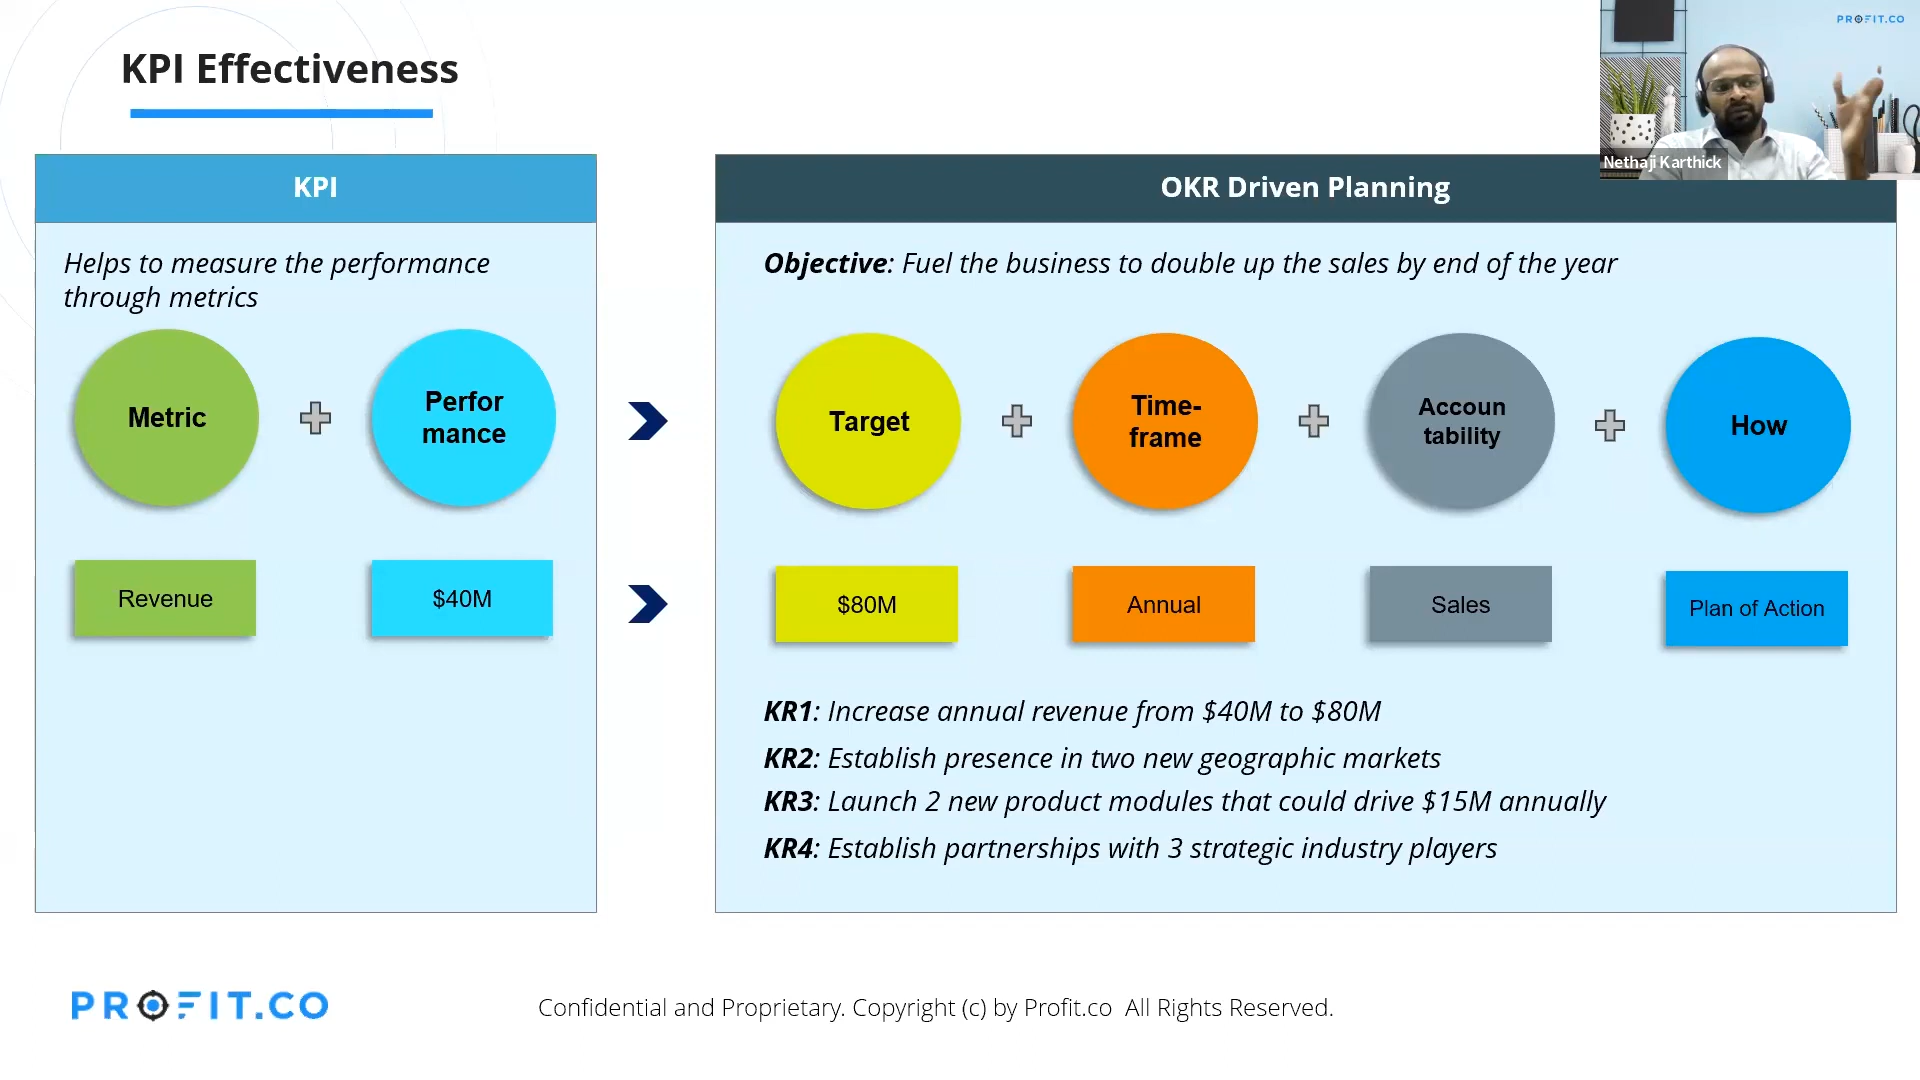 KPI Effectiveness
PROFIT.CO
Nethaji Karthick
KPI
Helps to measure the performance
through metrics
Metric
Perfor
mance
Revenue
$40M
OKR Driven Planning
Objective: Fuel the business to double up the sales by end of the year
Target
Time-
frame
Accoun
tability
How
$80M
Annual
Sales
Plan of Action
KR1: Increase annual revenue from $40M to $80M
KR2: Establish presence in two new geographic markets
KR3: Launch 2 new product modules that could drive $15M annually
KR4: Establish partnerships with 3 strategic industry players
PROFIT.CO
Confidential and Proprietary. Copyright (c) by Profit.co  All Rights Reserved.